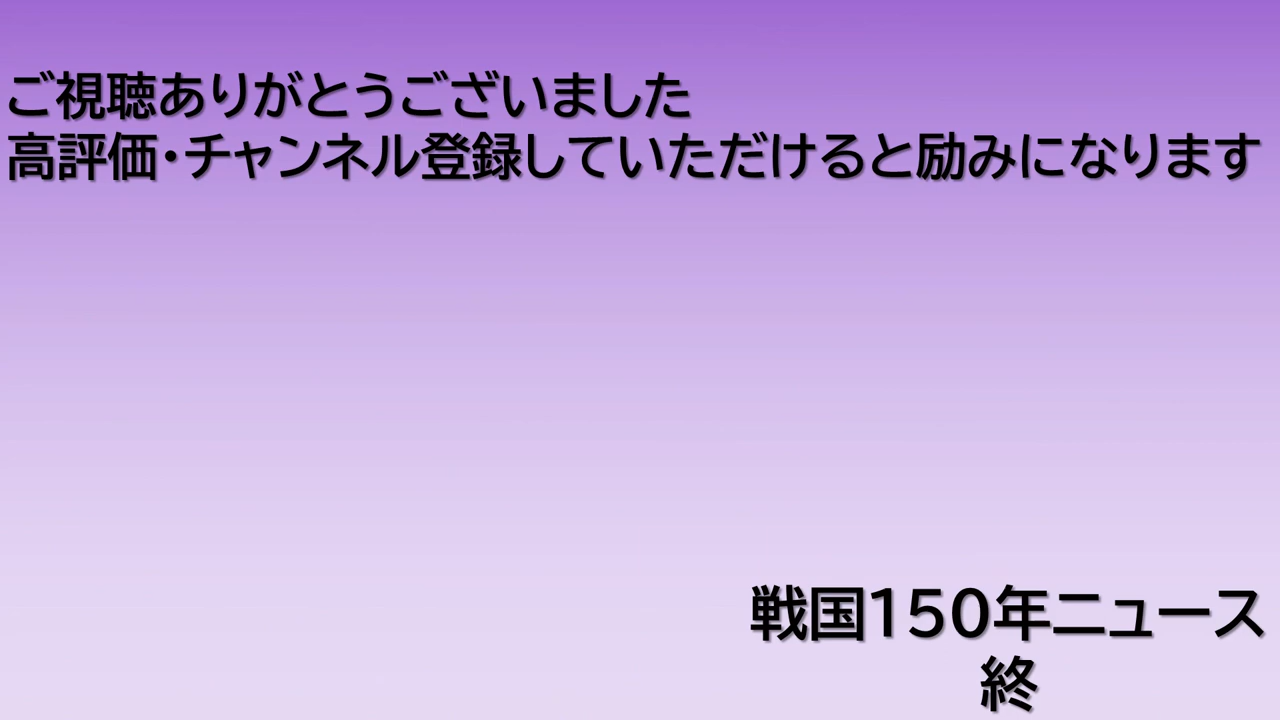 ご視聴ありがとうございました
高評価・チャンネル登録していただけると励みになります
戦国150年ニュース
終